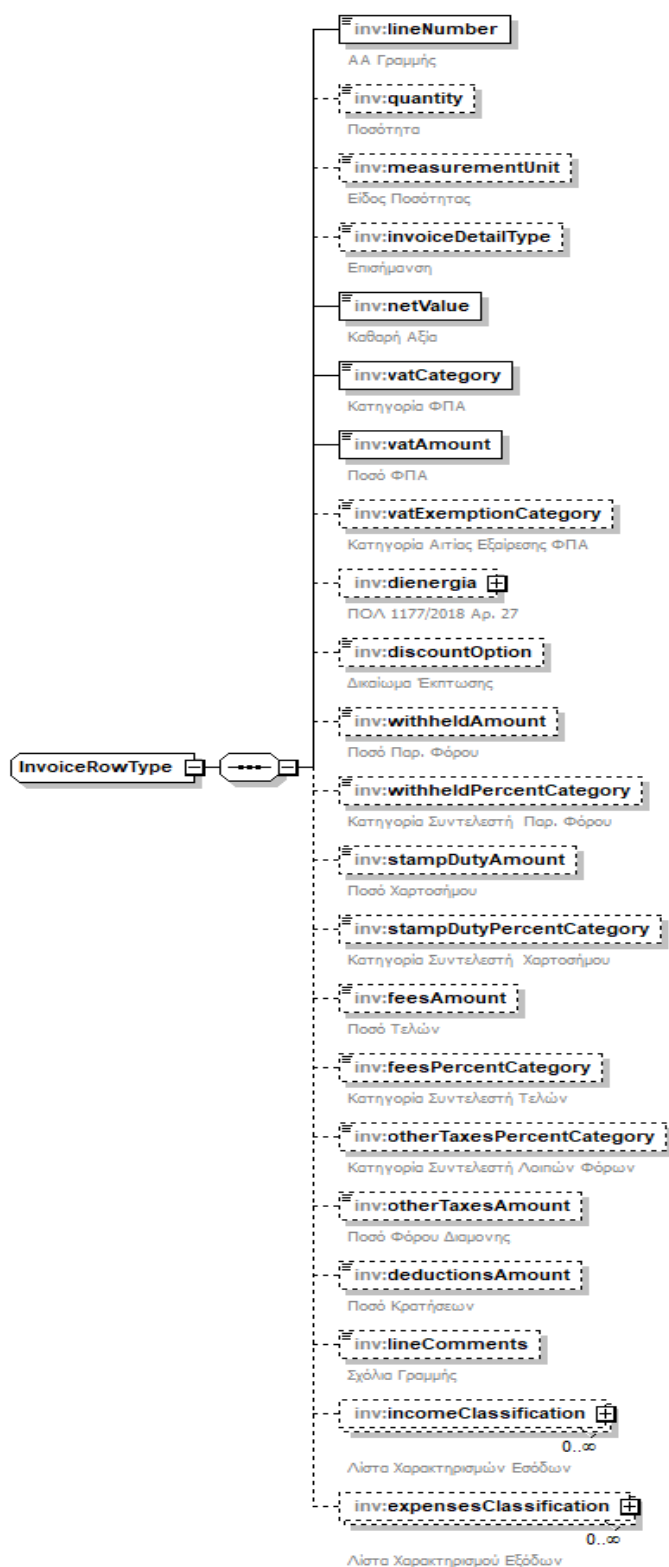 inv:lineNumber
ΑΑ Γραμμής
inv:quantity
Ποσότητα
inv:measurementUnit
Είδος Ποσότητας
inv:invoiceDetailType
Επισήμανση
inv:netValue
Καθαρή Αξία
inv:vatCategory
Κατηγορία ΦΠΑ
inv:vatAmount
Ποσό ΦΠΑ
inv:vatExemptionCategory
Κατηγορία Αιτίας Εξαίρεσης ΦΠΑ
inv:dienergia
ΠΟΛ 1177/2018 Αρ. 27
inv:discountOption
Δικαίωμα Έκπτωσης
inv:withheldAmount
Ποσό Παρ. Φόρου
InvoiceRowType
inv:withheldPercentCategory
Κατηγορία Συντελεστή Παρ. Φόρου
inv:stampDutyAmount
Ποσό Χαρτοσήμου
inv:stampDutyPercentCategory
Κατηγορία Συντελεστή Χαρτοσήμου
inv:feesAmount
Ποσό Τελών
inv:feesPercentCategory
Κατηγορία Συντελεστή Τελών
inv:otherTaxesPercentCategory
Κατηγορία Συντελεστή Λοιπών Φόρων
inv:otherTaxesAmount
Ποσό Φόρου Διαμονης
inv:deductionsAmount
Ποσό Κρατήσεων
inv:lineComments
Σχόλια Γραμμής
inv:incomeClassification
0..∞
Λίστα Χαρακτηρισμών Εσόδων
inv:expensesClassification
0..∞
Λίστα Χαρακτηρισμού Εξόδων